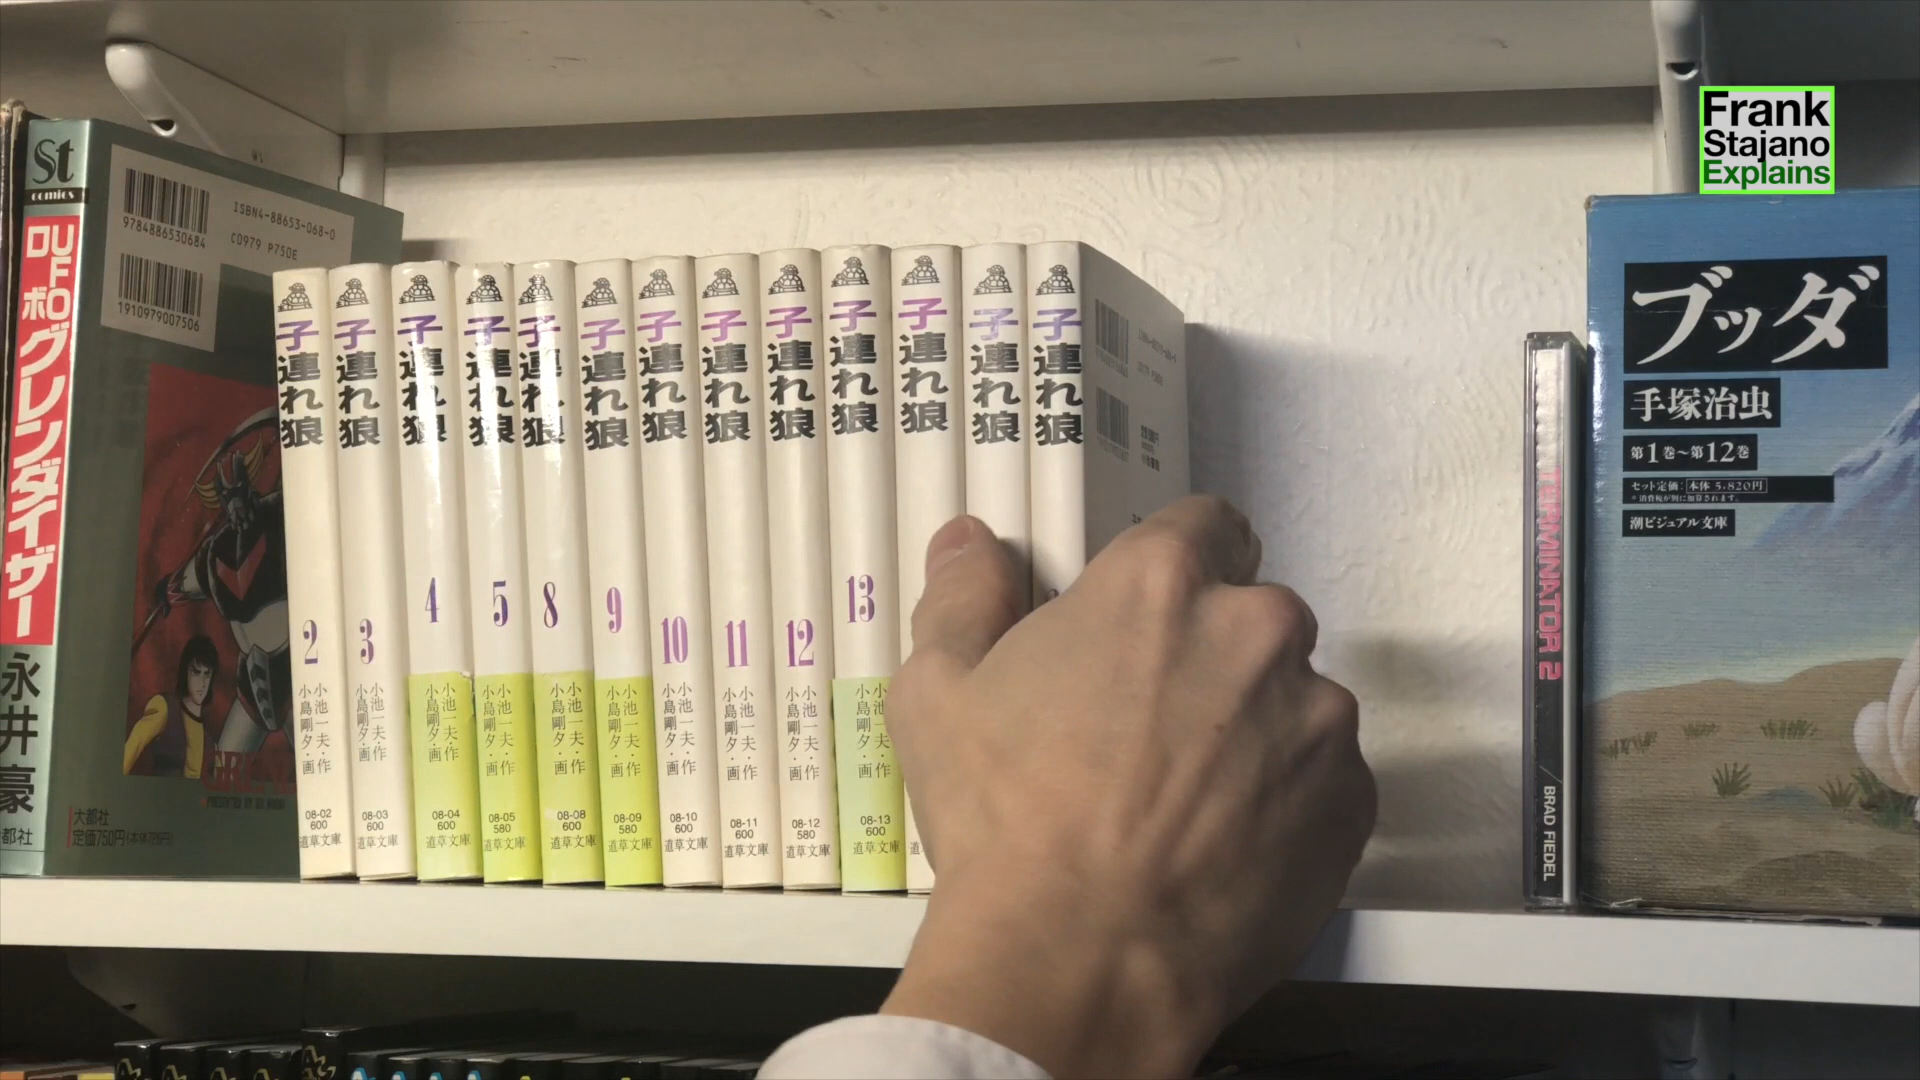 St
comics
UFOロボ
グレンダイザー
永井豪
ISBN4-88653-068-0
C0979 P750E
9784886530684
1910979007506
大都社
定価750円
子連れ狼
2
小池一夫・作
小島剛夕・画
08-02
600
道草文庫
子連れ狼
3
小池一夫・作
小島剛夕・画
08-03
600
道草文庫
子連れ狼
4
小池一夫・作
小島剛夕・画
08-04
600
道草文庫
子連れ狼
5
小池一夫・作
小島剛夕・画
08-05
580
道草文庫
子連れ狼
8
小池一夫・作
小島剛夕・画
08-08
600
道草文庫
子連れ狼
9
小池一夫・作
小島剛夕・画
08-09
580
道草文庫
子連れ狼
10
小池一夫・作
小島剛夕・画
08-10
600
道草文庫
子連れ狼
11
小池一夫・作
小島剛夕・画
08-11
600
道草文庫
子連れ狼
12
小池一夫・作
小島剛夕・画
08-12
580
道草文庫
子連れ狼
13
小池一夫・作
小島剛夕・画
08-13
600
道草文庫
子連れ狼
子連れ狼
子連れ狼
TERMINATOR 2
/ BRAD FIEDEL
ブッダ
手塚治虫
第1巻〜第12巻
セット定価:本体5,820円
*消費税が別に加算されます。
潮ビジュアル文庫
Frank
Stajano
Explains